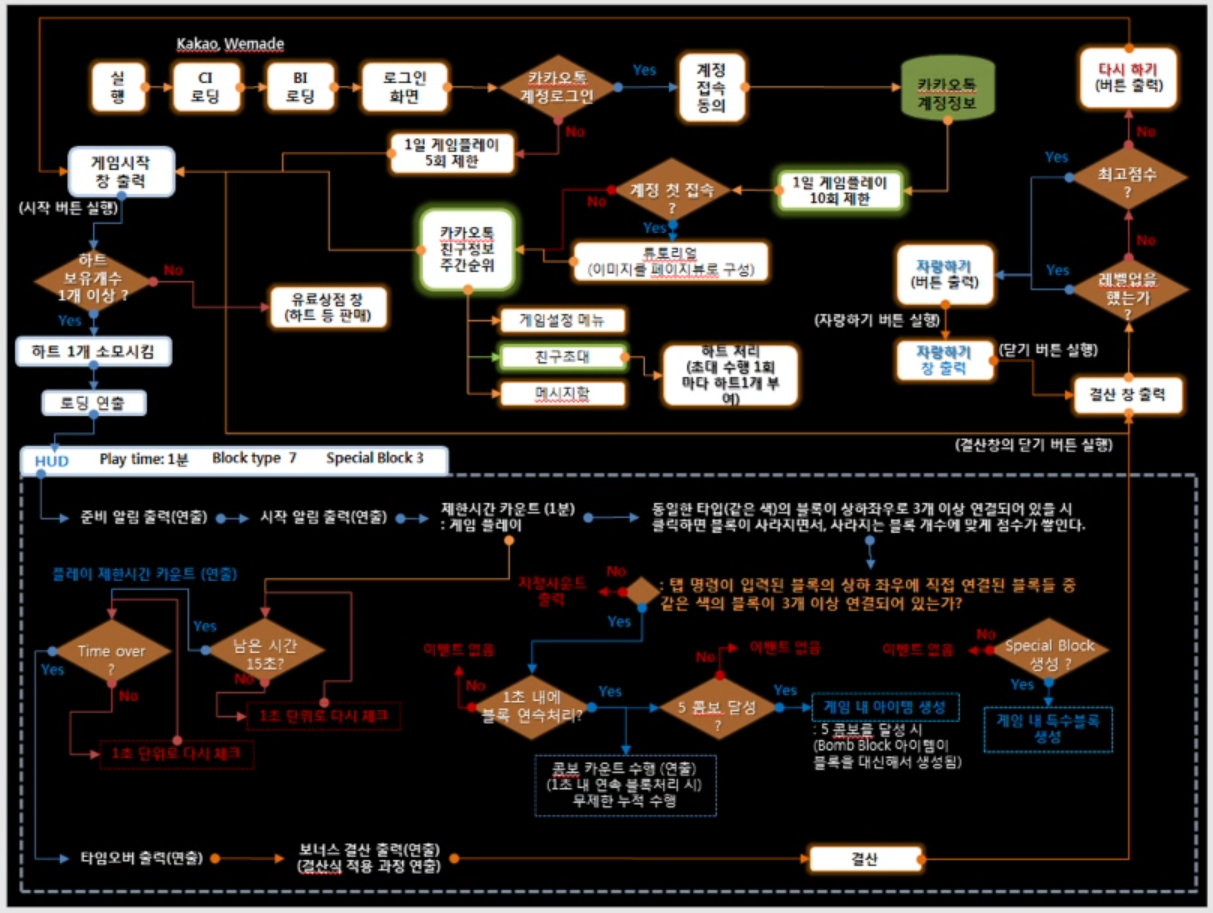 Kakao, Wemade
실
행
CI
로딩
BI
로딩
로그인
화면
카카오톡
계정로그인
Yes
계정
접속
동의
카카오톡
계정정보
다시 하기
(버튼 출력)
No
No
1일 게임플레이
5회 제한
게임시작
창 출력
(시작 버튼 실행)
계정 첫 접속
?
No
Yes
1일 게임플레이
10회 제한
Yes
최고점수
?
No
카카오톡
친구정보
주간순위
튜토리얼
(이미지를 페이지뷰로 구성)
하트
보유개수
1개 이상 ?
No
Yes
유료상점 창
(하트 등 판매)
자랑하기
(버튼 출력)
Yes
레벨업을
했는가
?
(자랑하기 버튼 실행)
게임설정 메뉴
친구초대
메시지함
하트 처리
(초대 수행 1회
마다 하트1개 부
여)
자랑하기
창 출력
(닫기 버튼 실행)
결산 창 출력
하트 1개 소모시킴
로딩 연출
(결산창의 닫기 버튼 실행)
HUD Play time: 1분 Block type 7 Special Block 3
준비 알림 출력(연출)
시작 알림 출력(연출)
제한시간 카운트 (1분)
: 게임 플레이
동일한 타입(같은 색)의 블록이 상하좌우로 3개 이상 연결되어 있을 시
클릭하면 블록이 사라지면서, 사라지는 블록 개수에 맞게 점수가 쌓인다.
플레이 제한시간 카운트 (연출)
지정사운드
출력
No
: 탭 명령이 입력된 블록의 상하 좌우에 직접 연결된 블록들 중
같은 색의 블록이 3개 이상 연결되어 있는가?
Yes
Time over
?
Yes
No
Yes
남은 시간
15초?
No
1초 단위로 다시 체크
1초 단위로 다시 체크
이벤트 없음
No
1초 내에
블록 연속처리?
Yes
No
이벤트 없음
5 콤보 달성
?
Yes
게임 내 아이템 생성
: 5 콤보를 달성 시
(Bomb Block 아이템이
블록을 대신해서 생성됨)
이벤트 없음
No
Special Block
생성 ?
Yes
게임 내 특수블록
생성
콤보 카운트 수행 (연출)
(1초 내 연속 블록처리 시)
무제한 누적 수행
타임오버 출력(연출)
보너스 결산 출력(연출)
(결산식 적용 과정 연출)
결산